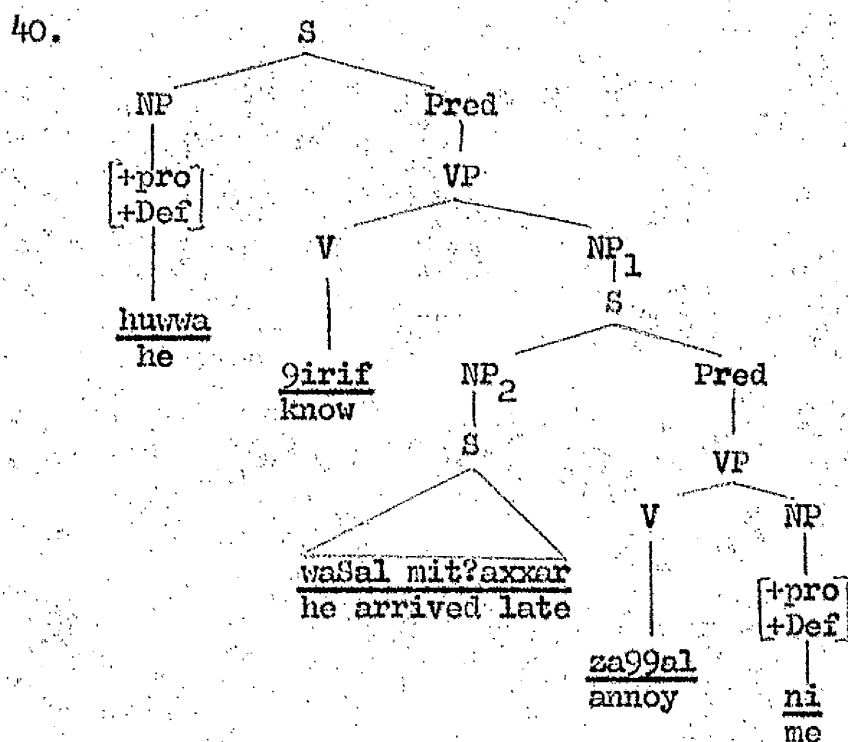 40.
S
NP Pred
[+pro
+Def] VP
V NP1
huwwa S
he
9irif NP2 Pred
know
S VP
V NP
waSal mit?axxar [+pro
he arrived late +Def]
za99al
annoy ni
me